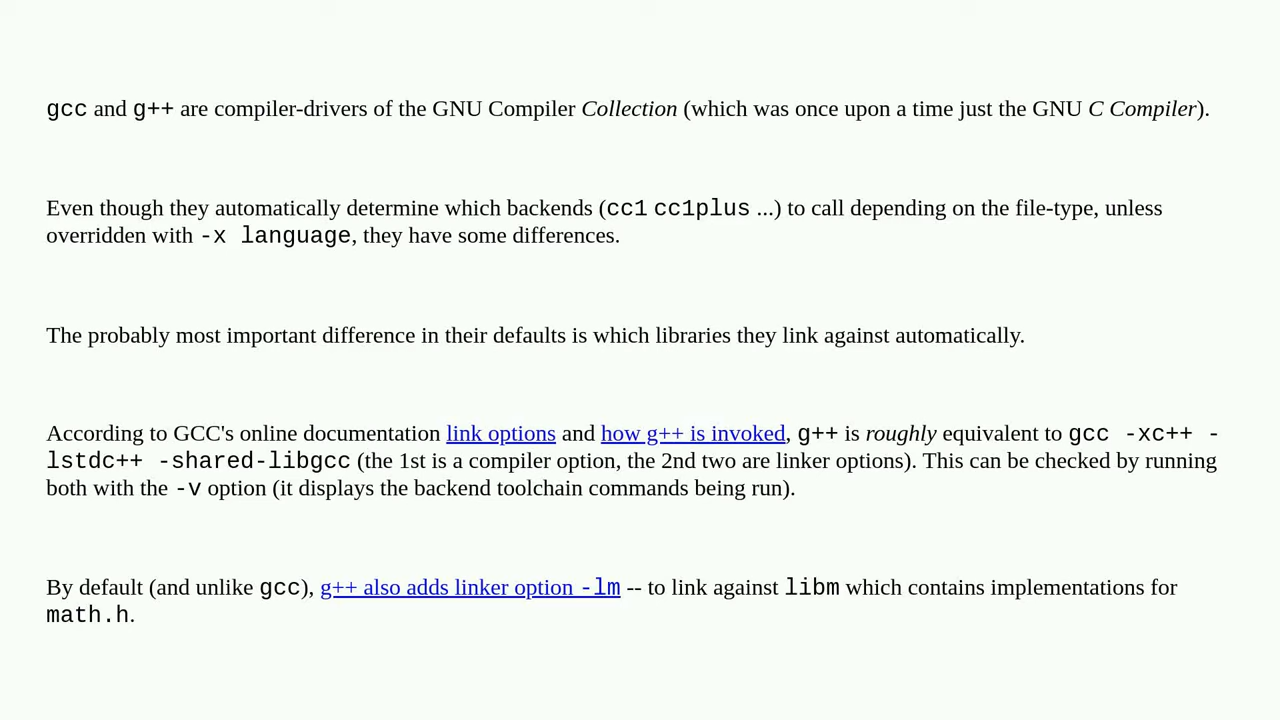 gcc and g++ are compiler-drivers of the GNU Compiler Collection (which was once upon a time just the GNU C Compiler).
Even though they automatically determine which backends (cc1 cc1plus ...) to call depending on the file-type, unless
overridden with -x language, they have some differences.
The probably most important difference in their defaults is which libraries they link against automatically.
According to GCC's online documentation link options and how g++ is invoked, g++ is roughly equivalent to gcc -xc++ -
lstdc++ -shared-libgcc (the 1st is a compiler option, the 2nd two are linker options). This can be checked by running
both with the -v option (it displays the backend toolchain commands being run).
By default (and unlike gcc), g++ also adds linker option -lm -- to link against libm which contains implementations for
math.h.